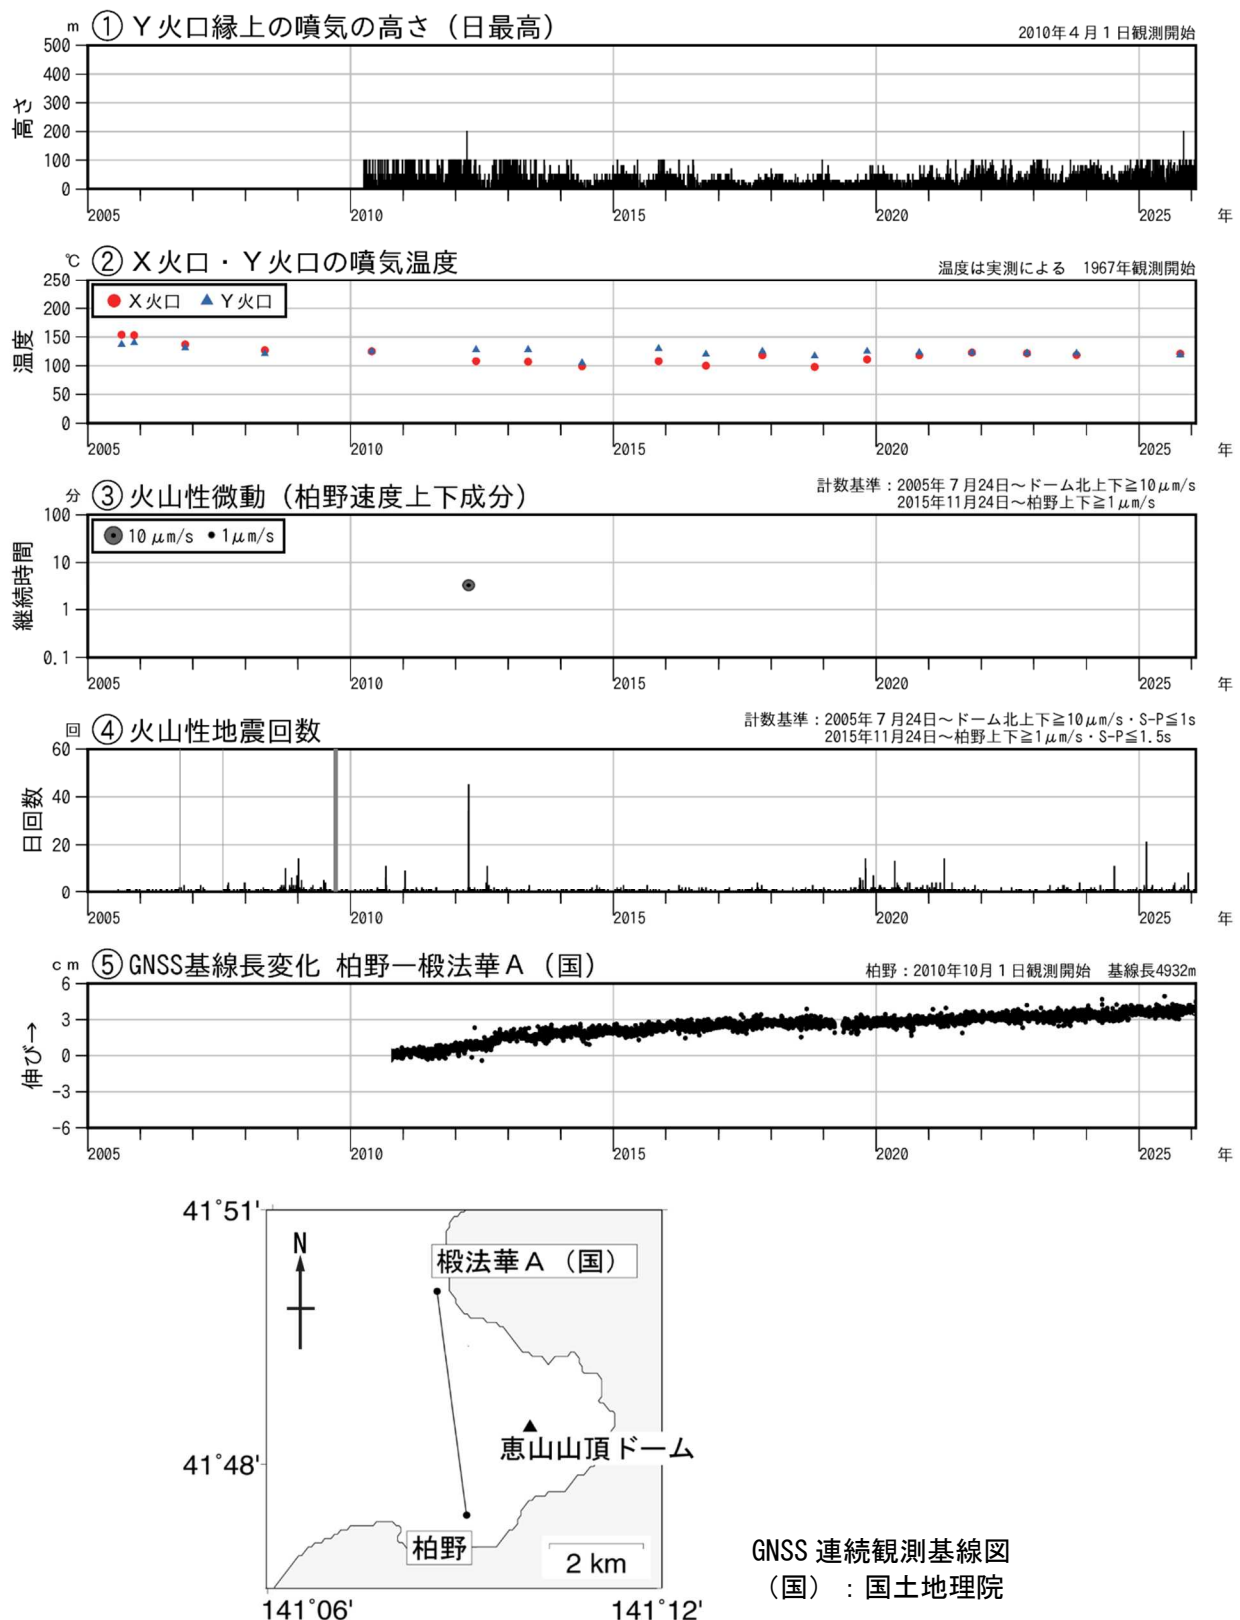 m ① Ｙ火口縁上の噴気の高さ（日最高） 2010年４月１日観測開始
500
400
300
200
100
0
高さ
2005 2010 2015 2020 2025 年
℃ ② Ｘ火口・Ｙ火口の噴気温度 温度は実測による 1967年観測開始
250
200
150
100
50
0
温度
● Ｘ火口 ▲ Ｙ火口
2005 2010 2015 2020 2025 年
分 ③ 火山性微動（柏野速度上下成分） 計数基準：2005年７月24日～ドーム北上下≧10μm/s
2015年11月24日～柏野上下≧1μm/s
100
10
1
0.1
継続時間
10 μm/s 1μm/s
2005 2010 2015 2020 2025 年
回 ④ 火山性地震回数 計数基準：2005年７月24日～ドーム北上下≧10μm/s・S-P≦1s
2015年11月24日～柏野上下≧1μm/s・S-P≦1.5s
60
40
20
0
日回数
2005 2010 2015 2020 2025 年
cm ⑤ GNSS基線長変化 柏野―椴法華Ａ（国） 柏野：2010年10月１日観測開始 基線長4932m
6
3
0
-3
-6
伸び→
2005 2010 2015 2020 2025 年
41°51'
N
椴法華Ａ（国）
恵山山頂ドーム
41°48'
柏野
2 km
141°06' 141°12'
GNSS 連続観測基線図
（国）：国土地理院